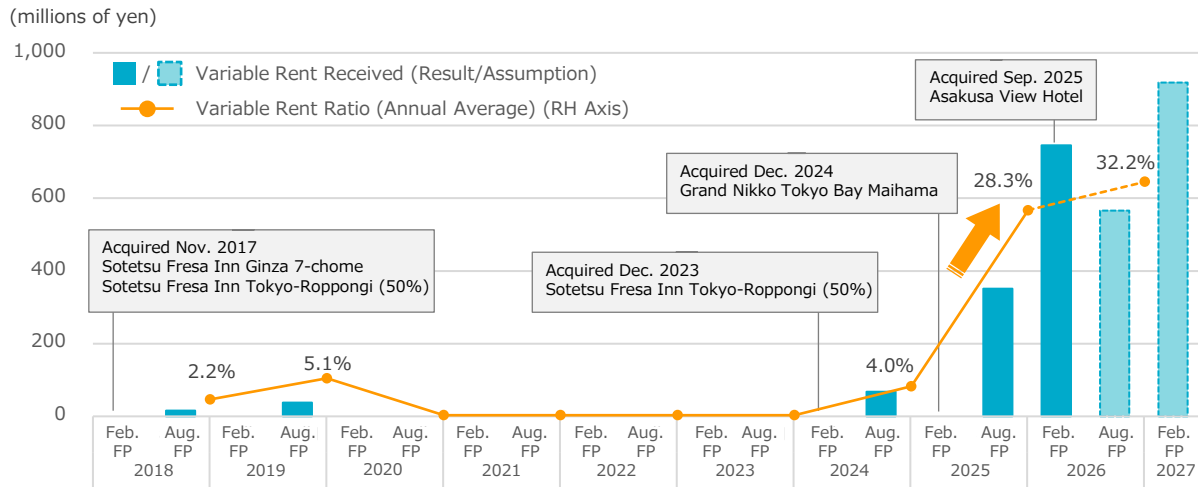 (millions of yen)
1,000
800
600
400
200
0
/ Variable Rent Received (Result/Assumption)
Variable Rent Ratio (Annual Average) (RH Axis)
Acquired Sep. 2025
Asakusa View Hotel
Acquired Dec. 2024
Grand Nikko Tokyo Bay Maihama
Acquired Nov. 2017
Sotetsu Fresa Inn Ginza 7-chome
Sotetsu Fresa Inn Tokyo-Roppongi (50%)
Acquired Dec. 2023
Sotetsu Fresa Inn Tokyo-Roppongi (50%)
2.2%
5.1%
4.0%
28.3%
32.2%
Feb. Aug. Feb. Aug. Feb. Aug. Feb. Aug. Feb. Aug. Feb. Aug. Feb. Aug. Feb. Aug. Feb. Aug. Feb.
FP FP FP FP FP FP FP FP FP FP FP FP FP FP FP FP FP FP FP
2018 2019 2020 2021 2022 2023 2024 2025 2026 2027